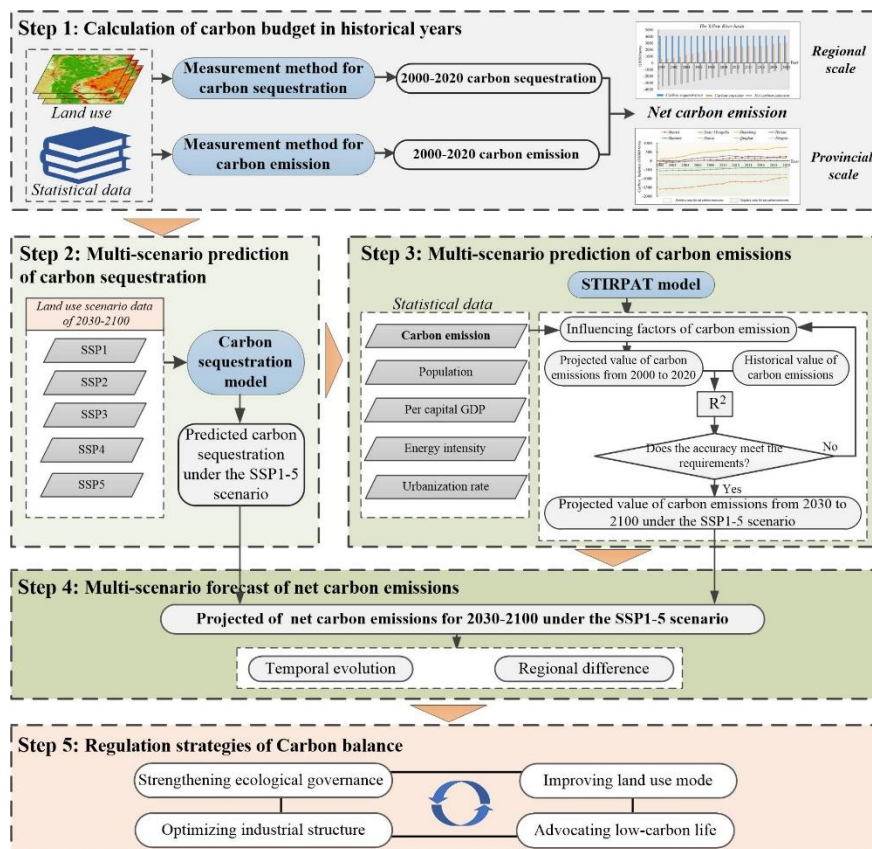 Step 1: Calculation of carbon budget in historical years
Land use
Statistical data
Measurement method for
carbon sequestration
2000-2020 carbon sequestration
Measurement method for
carbon emission
2000-2020 carbon emission
Net carbon emission
The Yellow River basin
Regional
scale
Provincial
scale
Step 2: Multi-scenario prediction
of carbon sequestration
Land use scenario data
of 2030-2100
SSP1
SSP2
SSP3
SSP4
SSP5
Carbon
sequestration
model
Predicted carbon
sequestration
under the SSP1-5
scenario
Step 3: Multi-scenario prediction of carbon emissions
Statistical data
Carbon emission
Population
Per capital GDP
Energy intensity
Urbanization rate
STIRPAT model
Influencing factors of carbon emission
Projected value of carbon
emissions from 2000 to 2020
Historical value of
carbon emissions
R²
Does the accuracy meet the
requirements?
No
Yes
Projected value of carbon emissions from 2030 to
2100 under the SSP1-5 scenario
Step 4: Multi-scenario forecast of net carbon emissions
Projected of net carbon emissions for 2030-2100 under the SSP1-5 scenario
Temporal evolution
Regional difference
Step 5: Regulation strategies of Carbon balance
Strengthening ecological governance
Improving land use mode
Optimizing industrial structure
Advocating low-carbon life